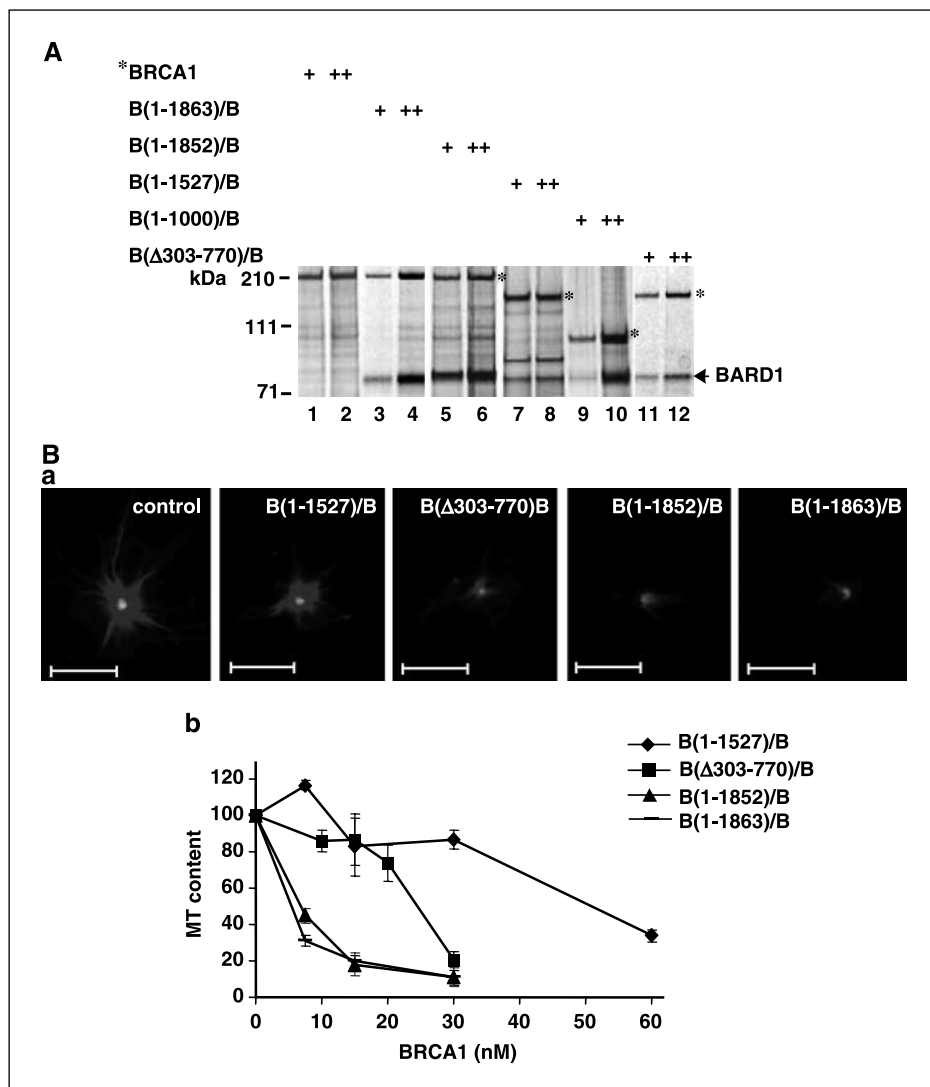 A
*BRCA1 + ++
B(1-1863)/B + ++
B(1-1852)/B + ++
B(1-1527)/B + ++
B(1-1000)/B + ++
B(Δ303-770)/B + ++
kDa 210 *
* *
111
*
BARD1
71
1 2 3 4 5 6 7 8 9 10 11 12
B
a
control B(1-1527)/B B(Δ303-770)B B(1-1852)/B B(1-1863)/B
b
B(1-1527)/B
B(Δ303-770)/B
B(1-1852)/B
B(1-1863)/B
120
100
80
60
40
20
0
MT content
0 10 20 30 40 50 60
BRCA1 (nM)